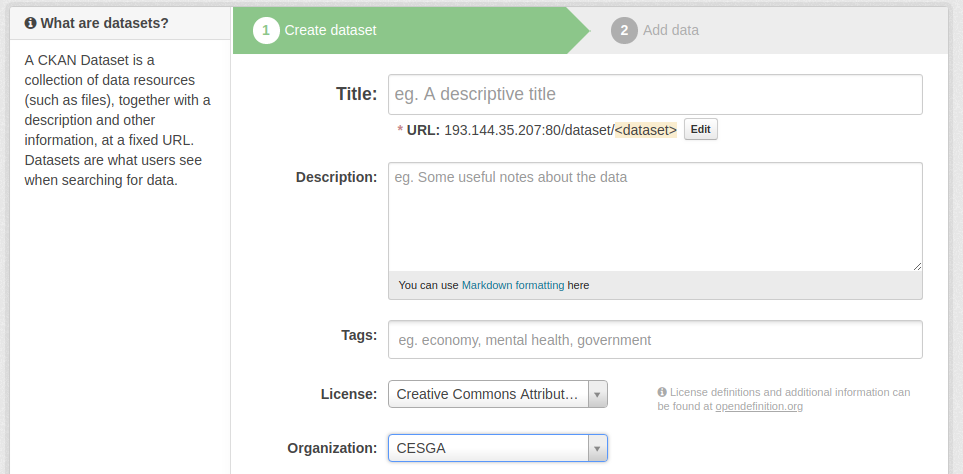 What are datasets?
A CKAN Dataset is a
collection of data resources
(such as files), together with a
description and other
information, at a fixed URL.
Datasets are what users see
when searching for data.
1 Create dataset
2 Add data
Title: eg. A descriptive title
* URL: 193.144.35.207:80/dataset/<dataset> Edit
Description: eg. Some useful notes about the data
You can use Markdown formatting here
Tags: eg. economy, mental health, government
License: Creative Commons Attribut...
License definitions and additional information can
be found at opendefinition.org
Organization: CESGA